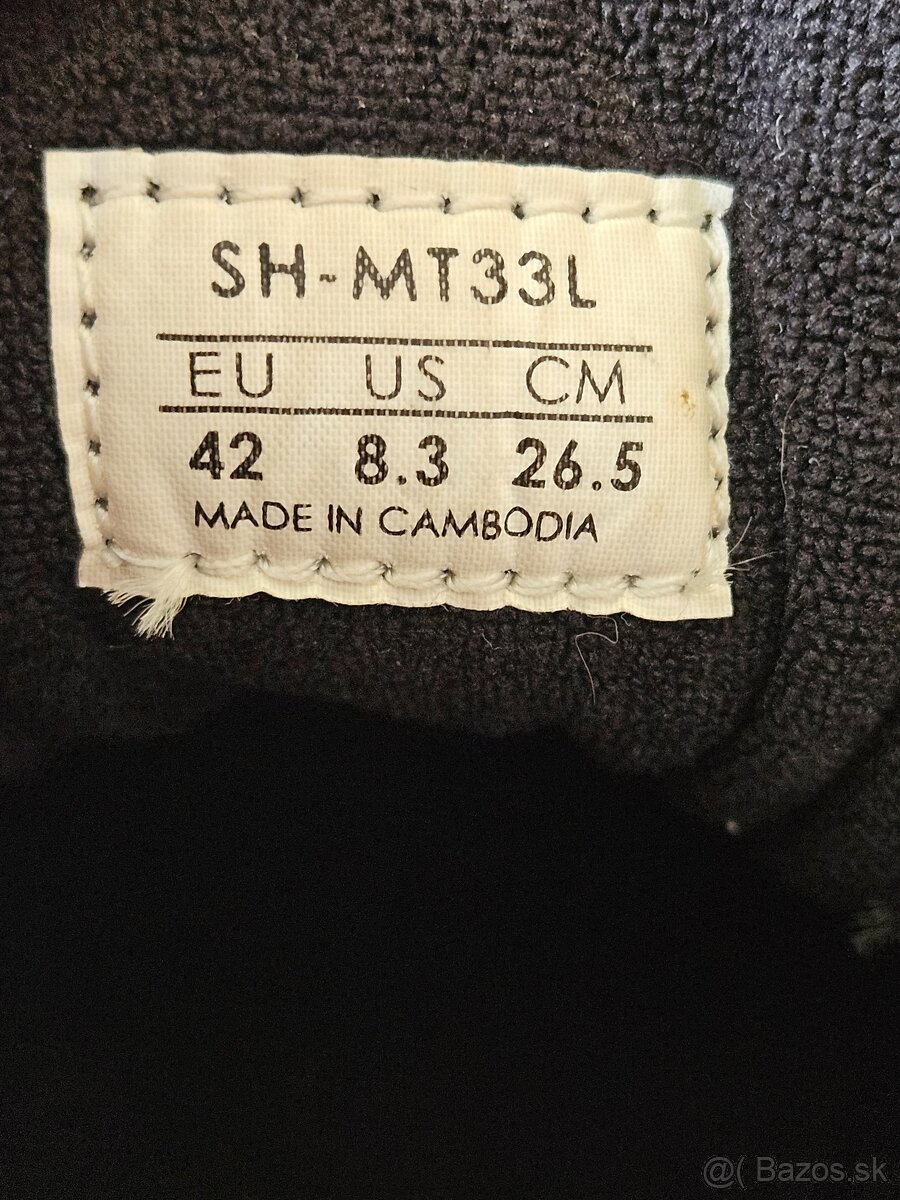 SH-MT33L
EU US CM
42 8.3 26.5
MADE IN CAMBODIA
@( Bazos.sk